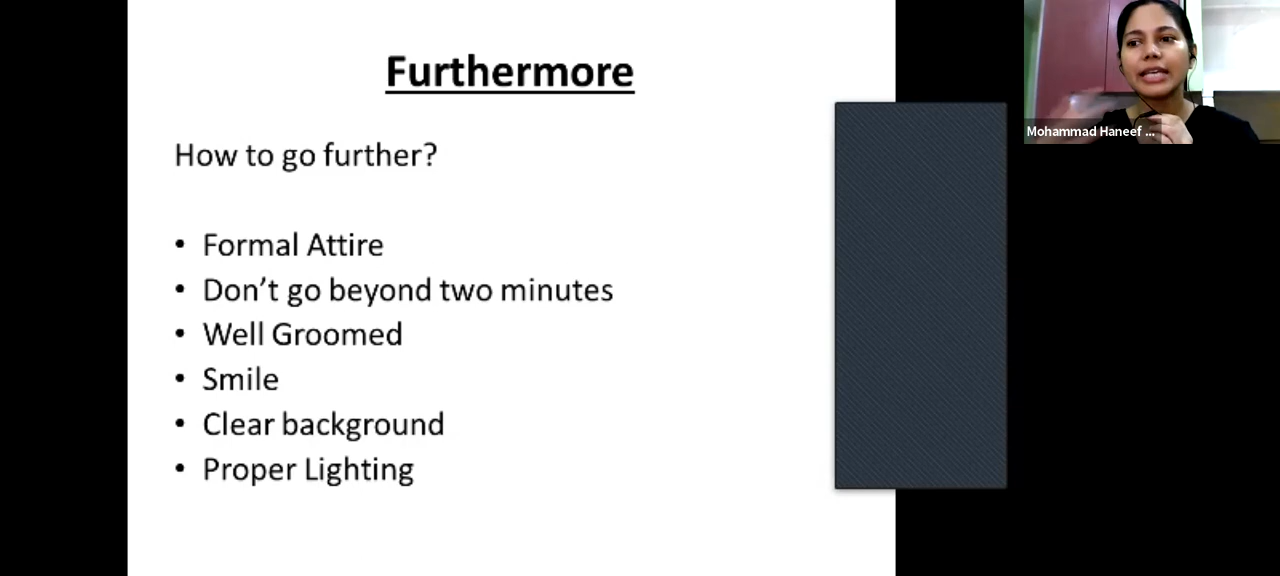 Furthermore
How to go further?
• Formal Attire
• Don’t go beyond two minutes
• Well Groomed
• Smile
• Clear background
• Proper Lighting
Mohammad Haneef ...